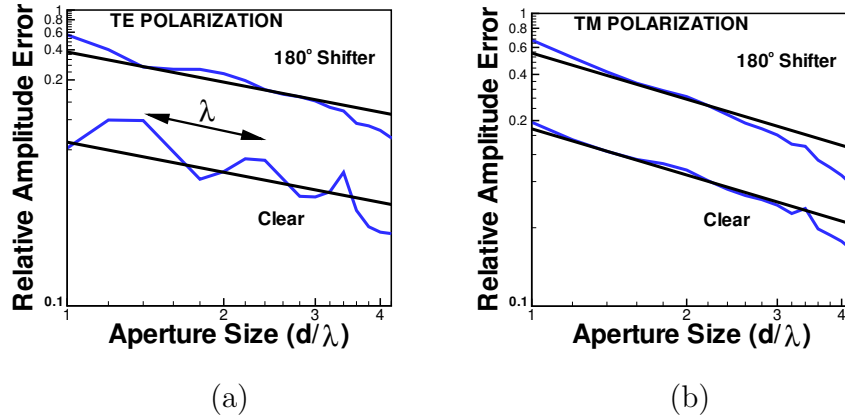 TE POLARIZATION
Relative Amplitude Error
1
0.8
0.6
0.4
0.2
0.1
180° Shifter
λ
Clear
1
2
3
4
Aperture Size (d/λ)
(a)
TM POLARIZATION
Relative Amplitude Error
1
0.8
0.6
0.4
0.2
0.1
180° Shifter
Clear
1
2
3
4
Aperture Size (d/λ)
(b)